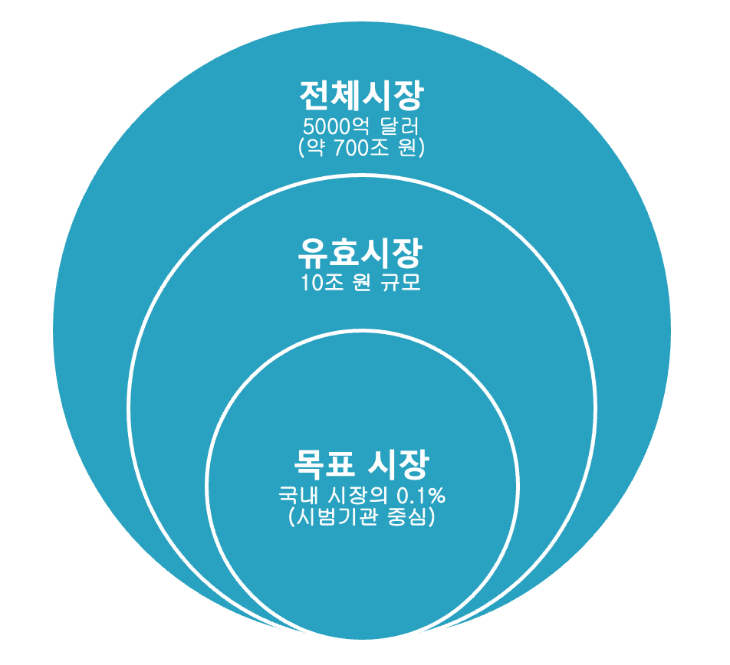 전체시장
5000억 달러
(약 700조 원)
유효시장
10조 원 규모
목표 시장
국내 시장의 0.1%
(시범기관 중심)